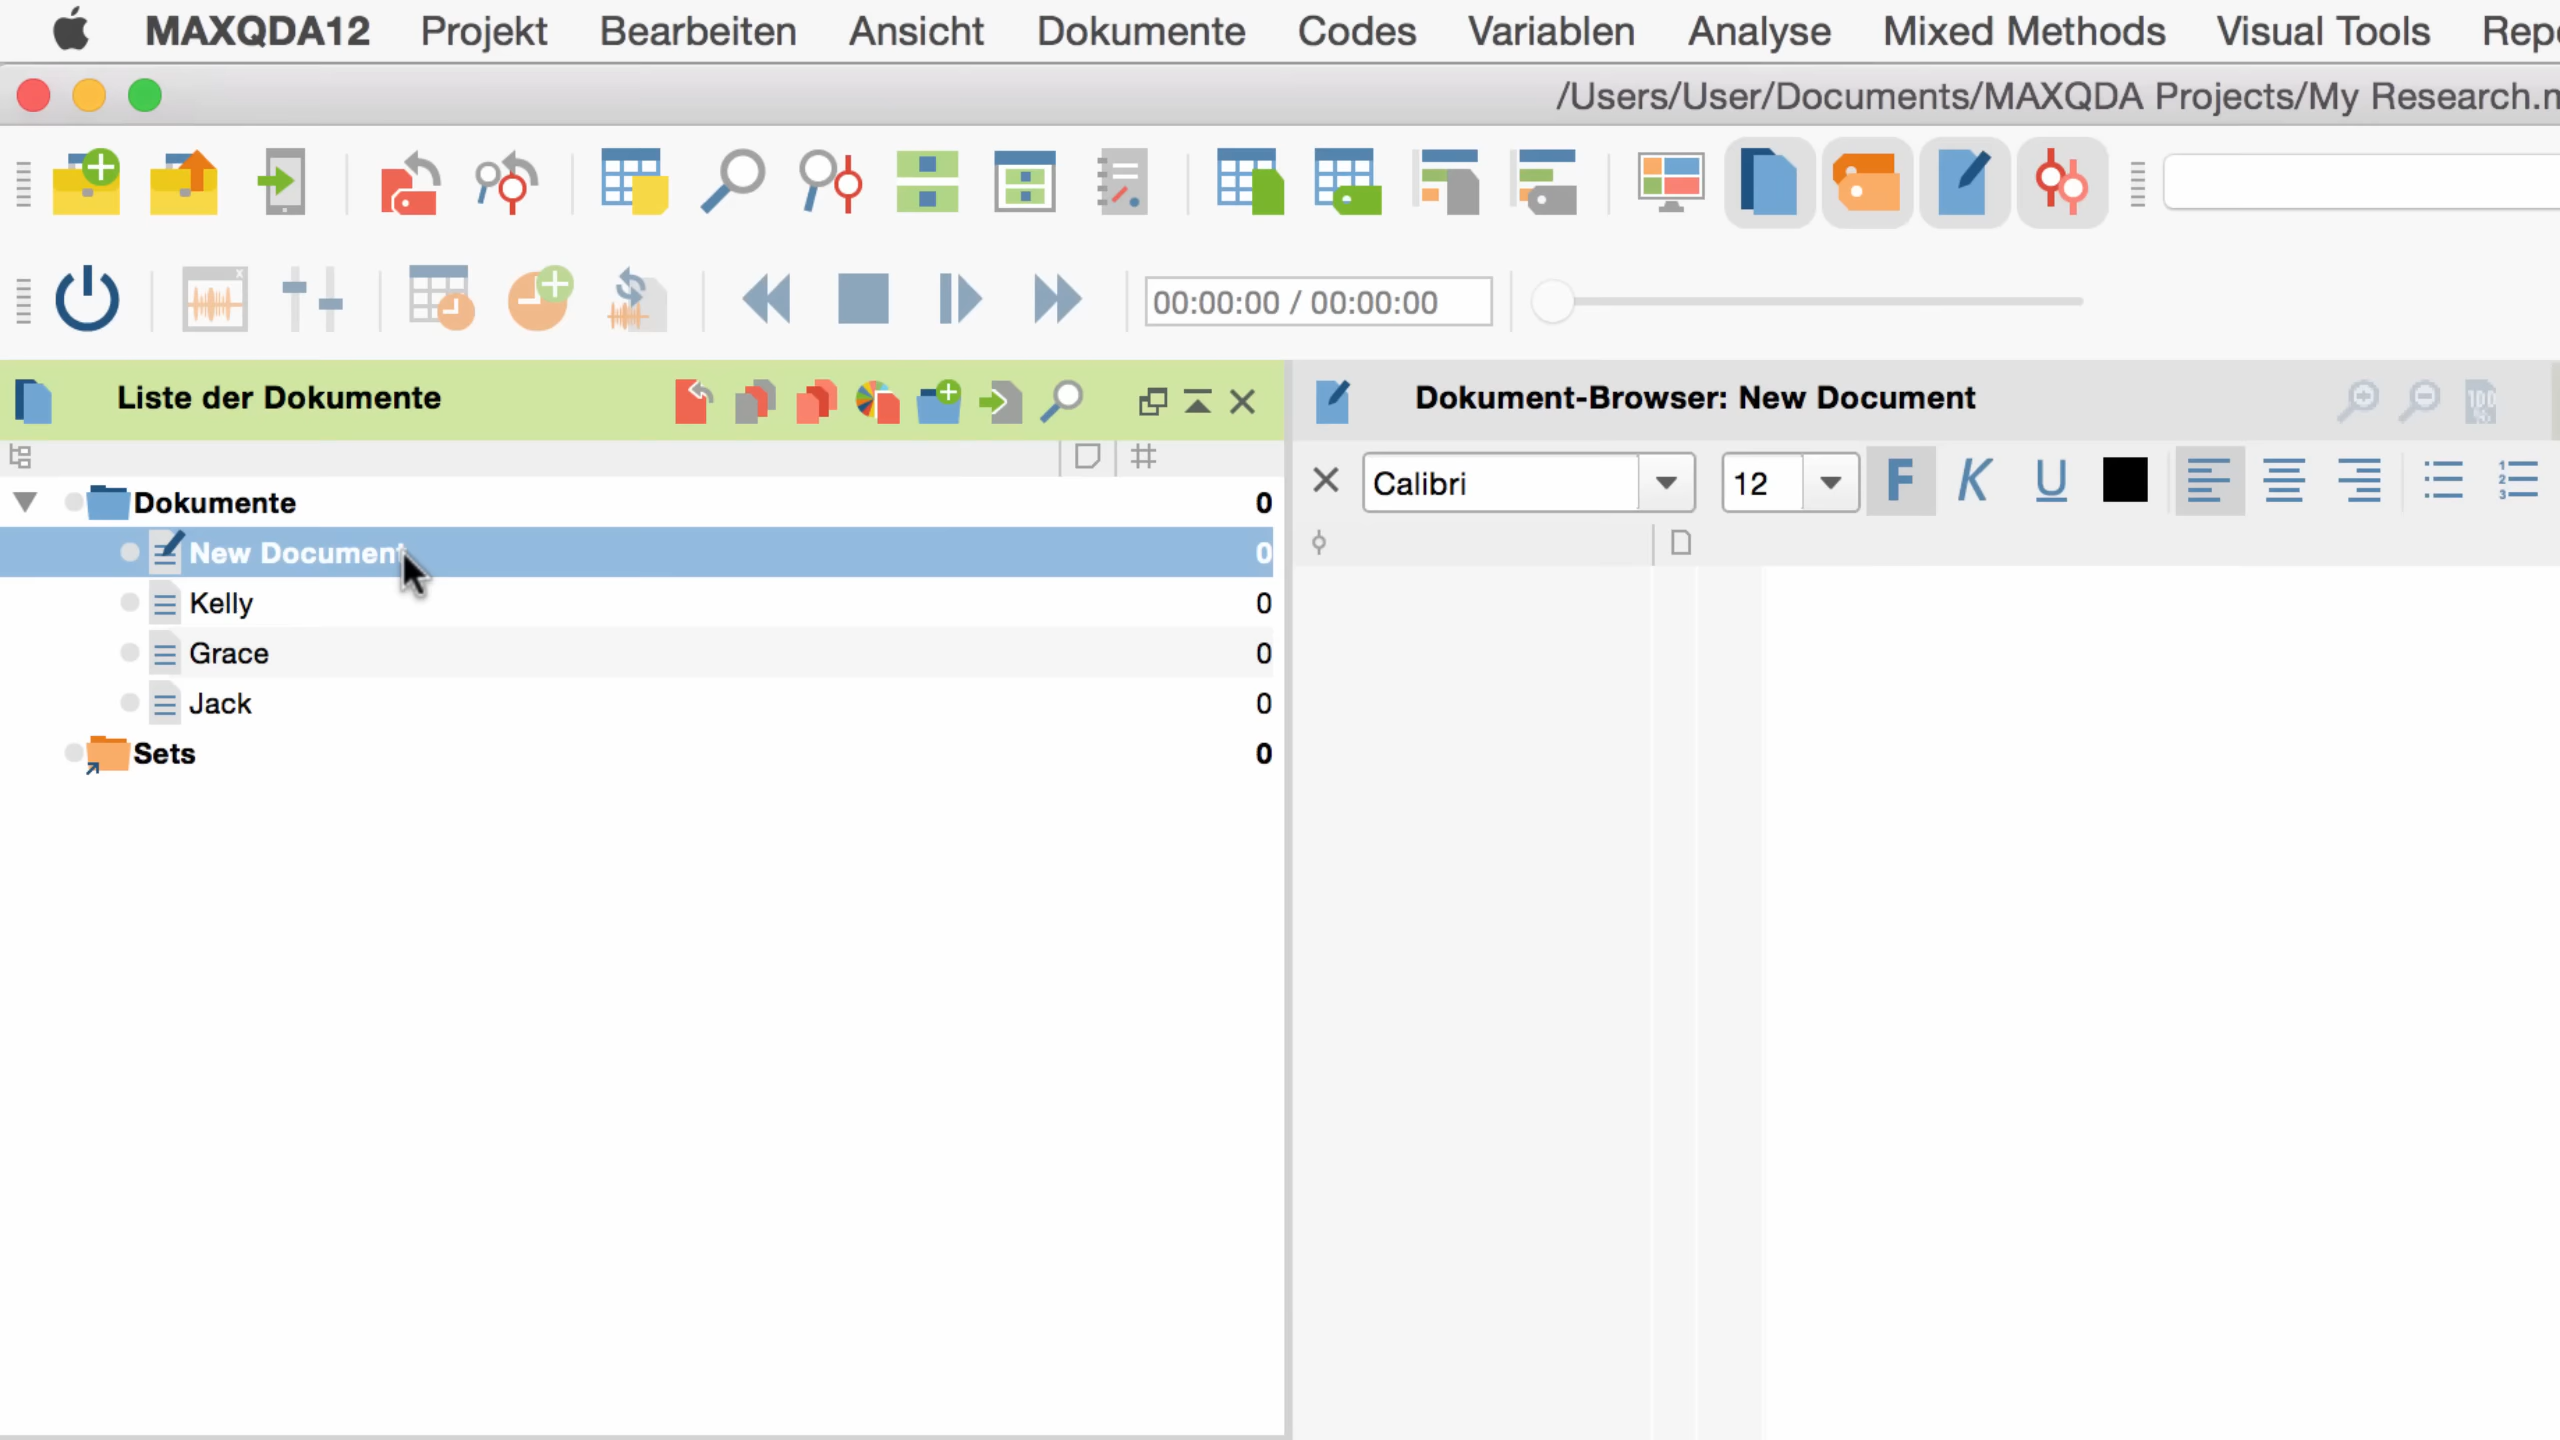 MAXQDA12 Projekt Bearbeiten Ansicht Dokumente Codes Variablen Analyse Mixed Methods Visual Tools Rep
/Users/User/Documents/MAXQDA Projects/My Research.m
00:00:00 / 00:00:00
Liste der Dokumente
Dokument-Browser: New Document
100 %
Calibri 12 F K U
Dokumente 0
New Document 0
Kelly 0
Grace 0
Jack 0
Sets 0